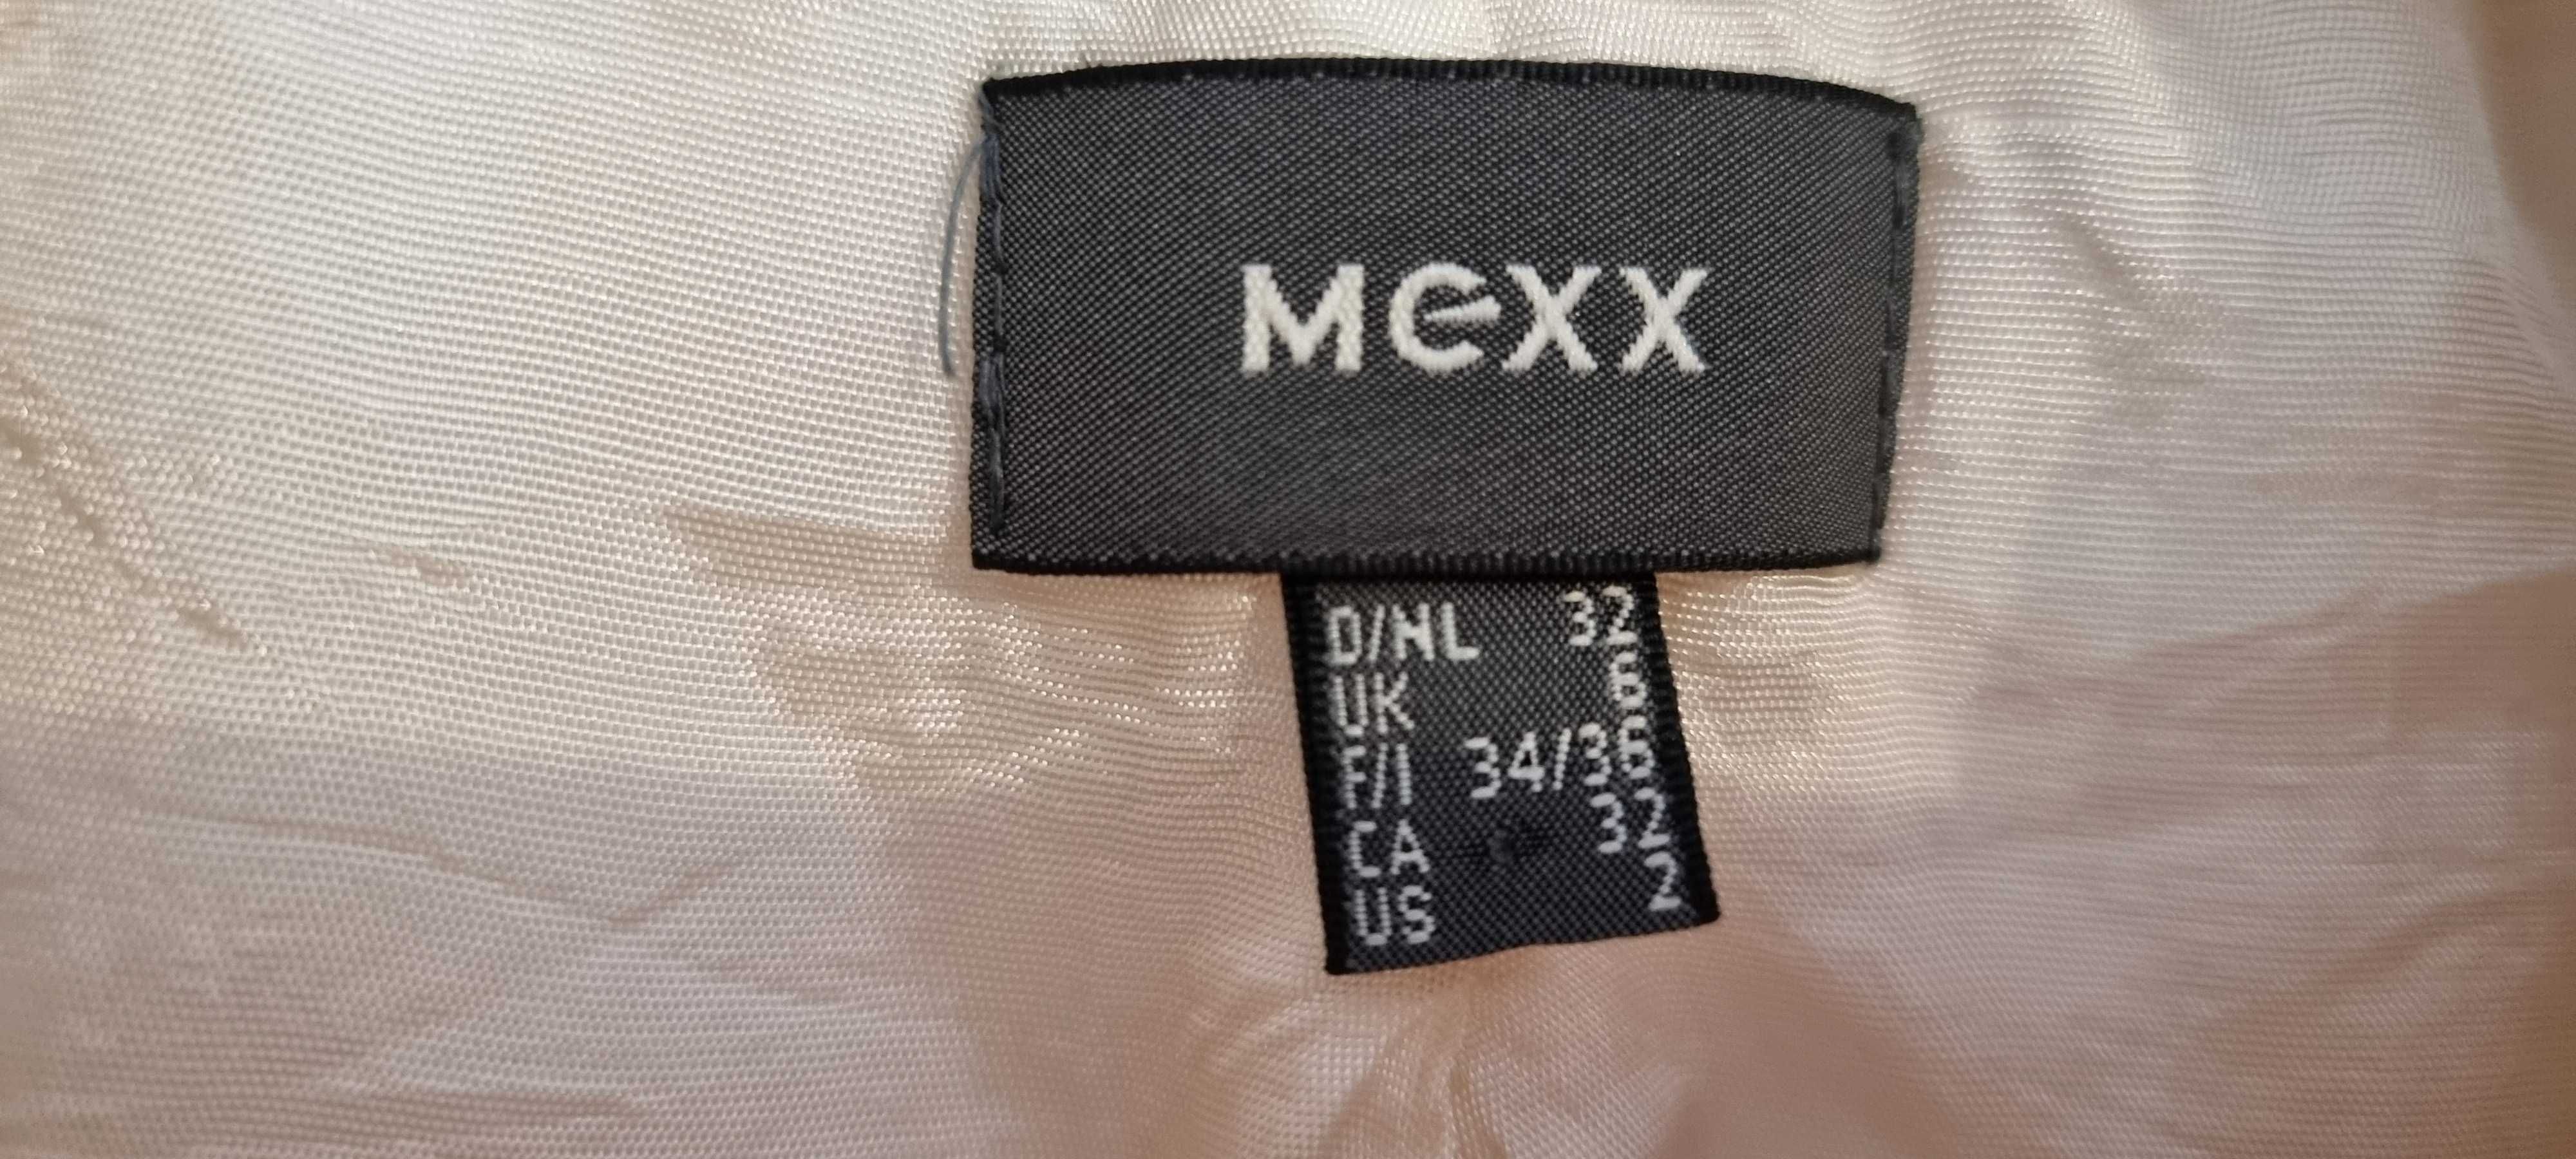 MEXX
D/NL 32
UK 6
F/I 34/36
CA 32
US 2